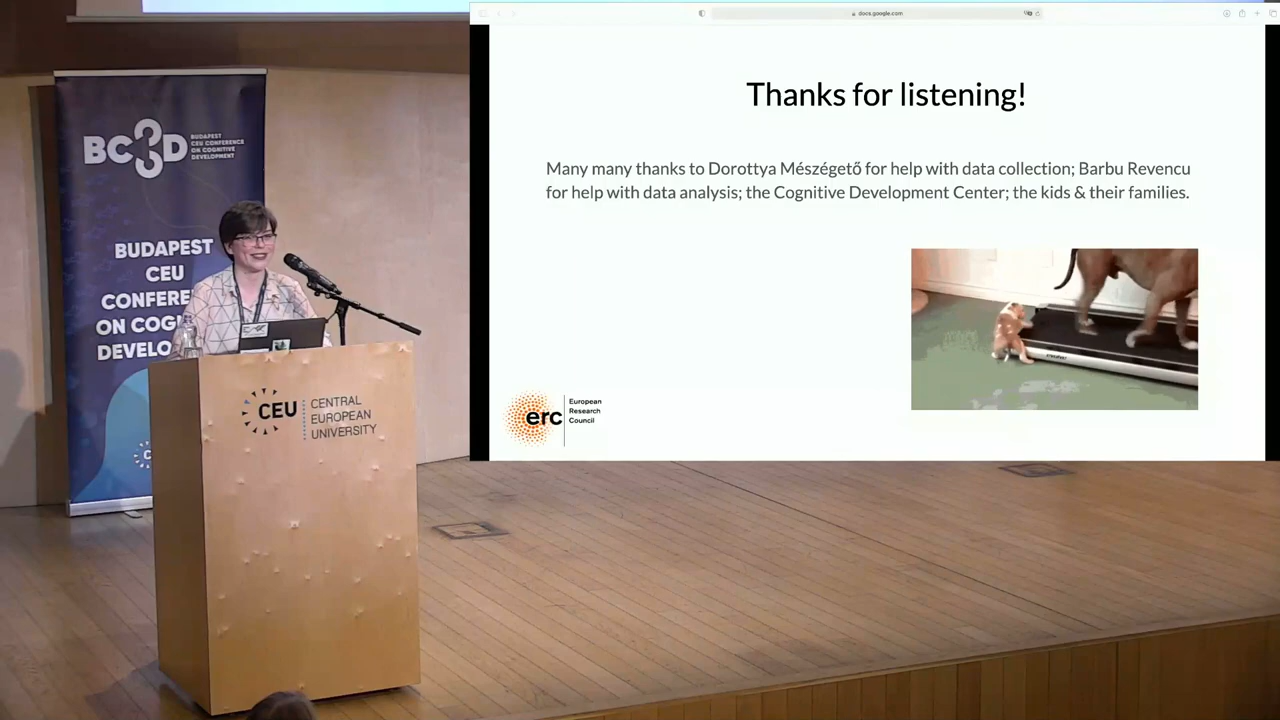 docs.google.com
Thanks for listening!
Many many thanks to Dorottya Mészégető for help with data collection; Barbu Revencu
for help with data analysis; the Cognitive Development Center; the kids & their families.
erc
European
Research
Council
BC3D
BUDAPEST
CEU CONFERENCE
ON COGNITIVE
DEVELOPMENT
BUDAPEST
CEU
CONFERE
ON COG
DEVELO
CEU
CENTRAL
EUROPEAN
UNIVERSITY